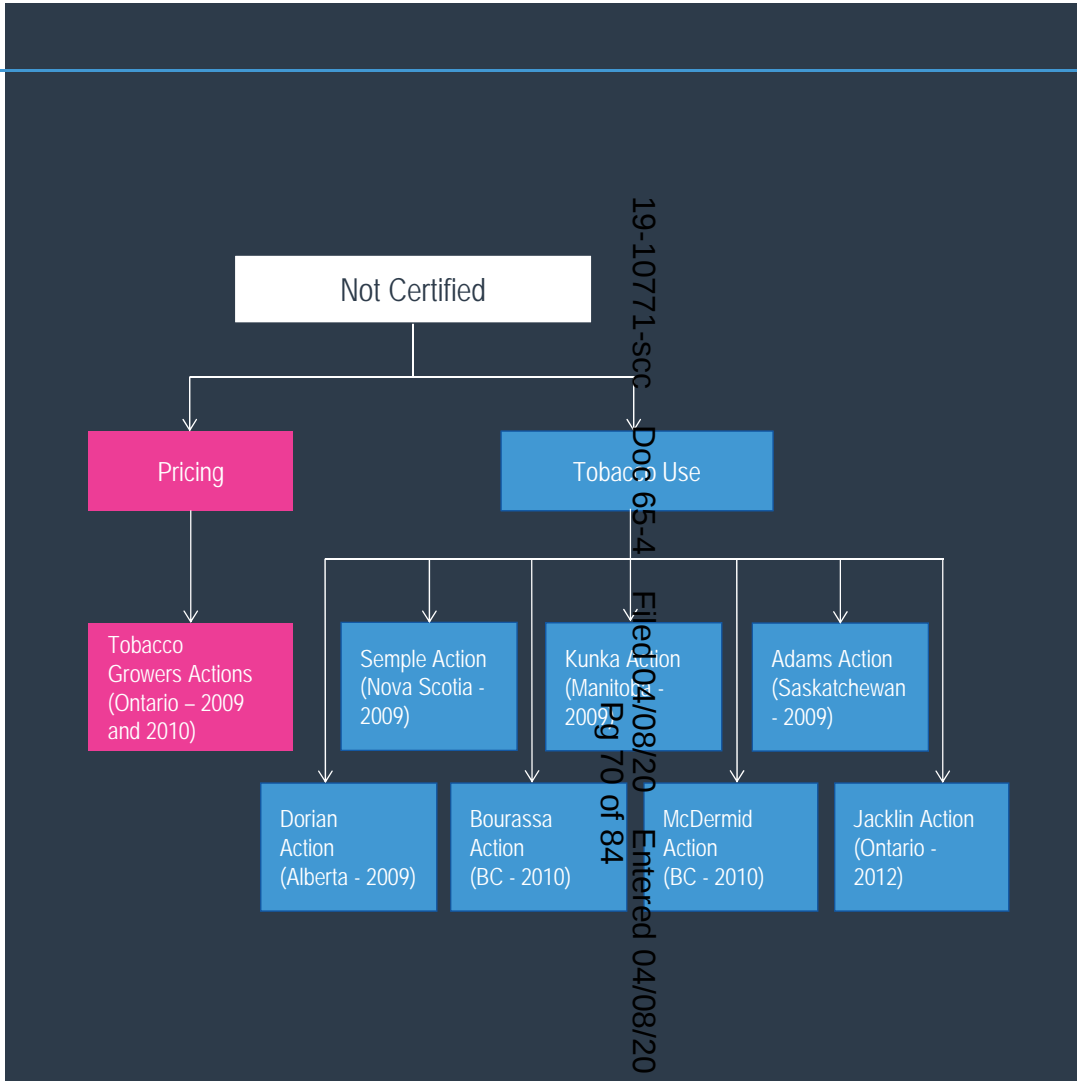 Not Certified
Pricing
Tobacco Use
Tobacco
Growers Actions
(Ontario – 2009
and 2010)
Semple Action
(Nova Scotia -
2009)
Kunka Action
(Manitoba -
2009)
Adams Action
(Saskatchewan
- 2009)
Dorian
Action
(Alberta - 2009)
Bourassa
Action
(BC - 2010)
McDermid
Action
(BC - 2010)
Jacklin Action
(Ontario -
2012)
19-10771-scc Doc 65-4 Filed 04/08/20 Entered 04/08/20
Pg 70 of 84